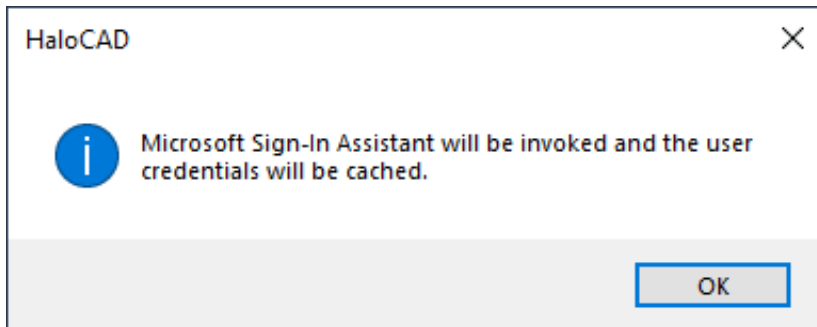 HaloCAD
Microsoft Sign-In Assistant will be invoked and the user
credentials will be cached.
OK